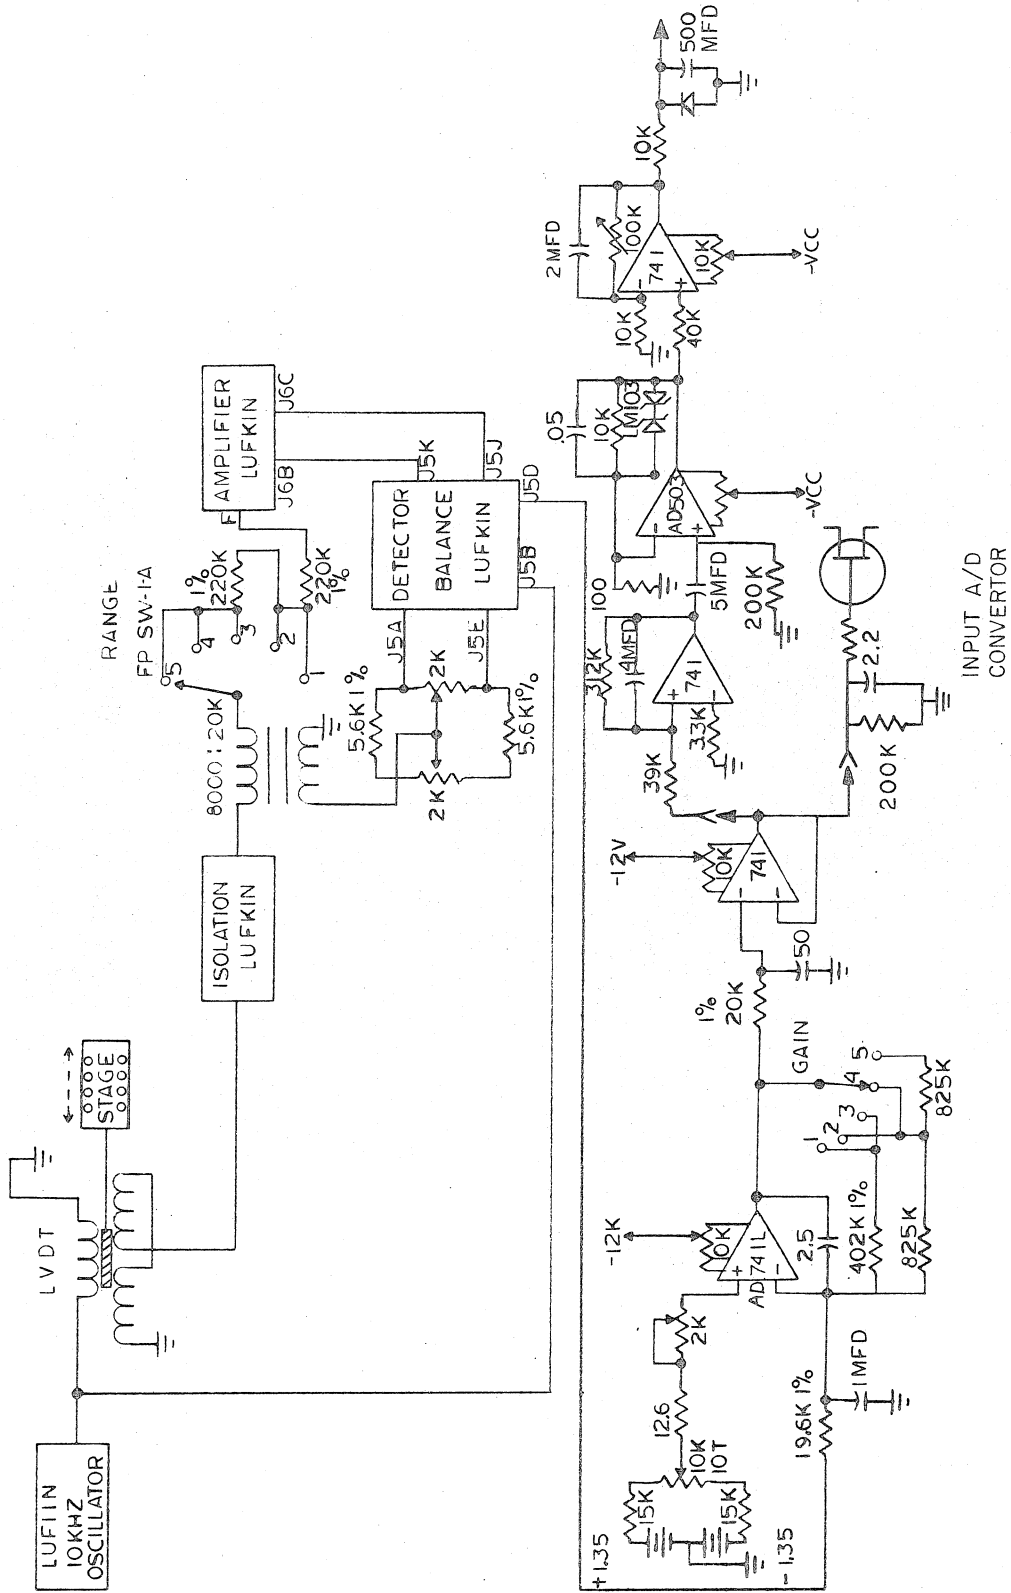 LUFIIN
10KHZ
OSCILLATOR
LVDT
STAGE
ISOLATION
LUFKIN
8000:20K
RANGE
FP SW-1-A
5
4
3
2
1
1%
220K
220K
1%
F
AMPLIFIER
LUFKIN
J6B
J6C
5.6K 1%
2K
2K
5.6K 1%
J5A
J5E
DETECTOR
BALANCE
LUFKIN
J5K
J5J
J5B
J5D
+1.35
-1.35
15K
15K
10K
10T
12.6
2K
19.6K 1%
1MFD
-12K
10K
+
-
AD
741L
2.5
402K 1%
825K
GAIN
1
2
3
4
5
825K
1%
20K
50
-12V
10K
-
-
741
39K
312K
.4MFD
3.3K
+
-
741
5MFD
200K
100
.05
10K
LM103
-
+
AD503
-VCC
200K
2.2
INPUT A/D
CONVERTOR
2MFD
100K
10K
40K
-
+
741
10K
-VCC
10K
500
MFD